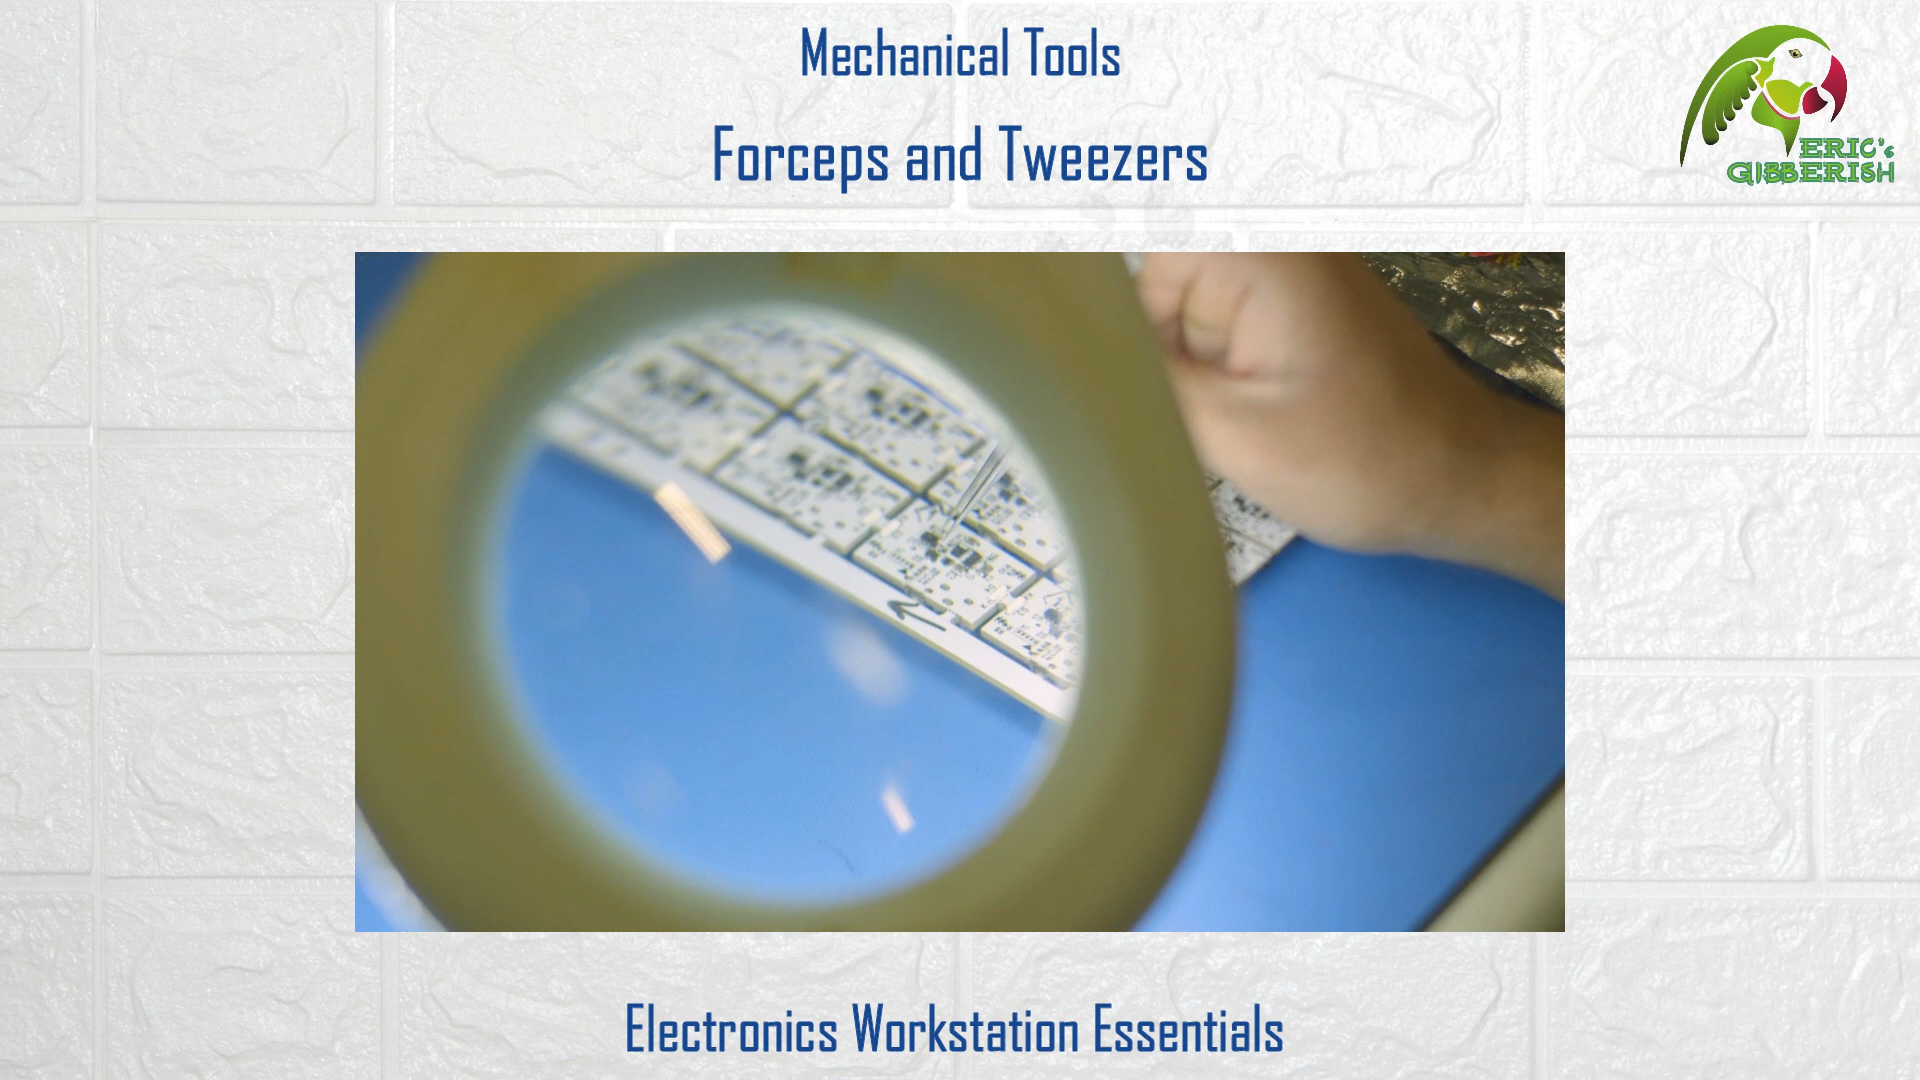 Mechanical Tools
Forceps and Tweezers
ERIC's
GIBBERISH
Electronics Workstation Essentials